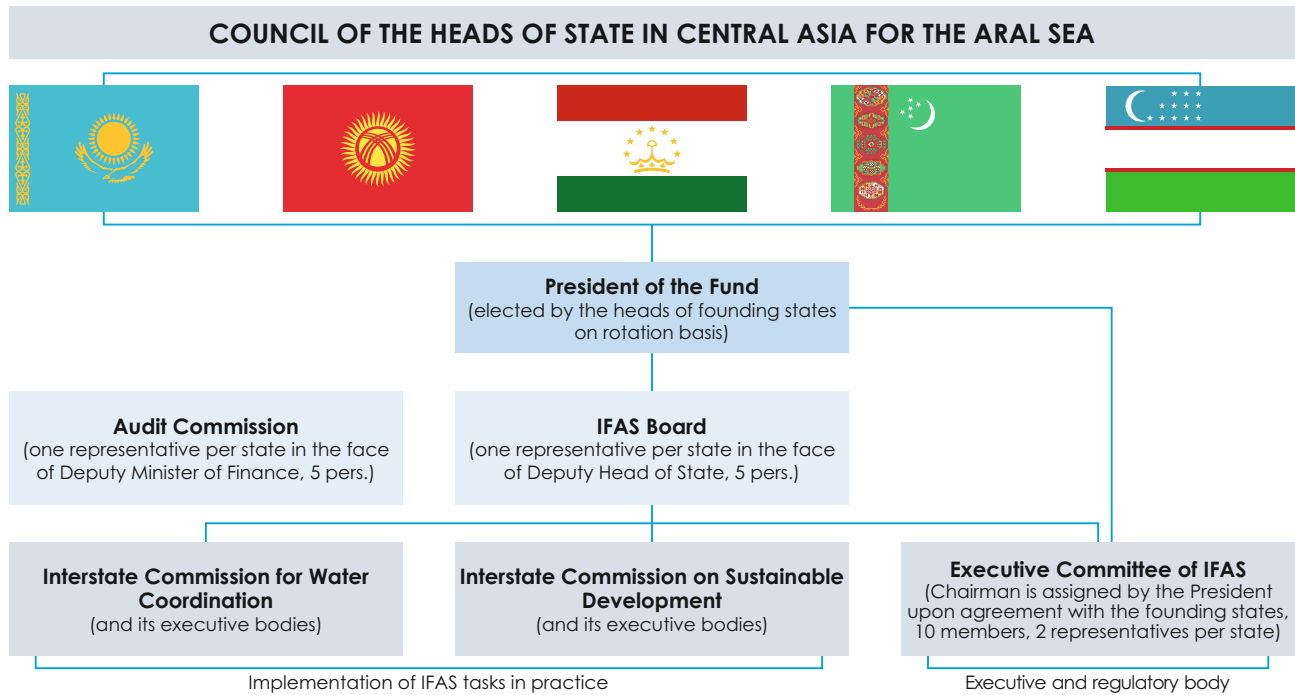 COUNCIL OF THE HEADS OF STATE IN CENTRAL ASIA FOR THE ARAL SEA
President of the Fund
(elected by the heads of founding states
on rotation basis)
Audit Commission
(one representative per state in the face
of Deputy Minister of Finance, 5 pers.)
IFAS Board
(one representative per state in the face
of Deputy Head of State, 5 pers.)
Interstate Commission for Water
Coordination
(and its executive bodies)
Interstate Commission on Sustainable
Development
(and its executive bodies)
Executive Committee of IFAS
(Chairman is assigned by the President
upon agreement with the founding states,
10 members, 2 representatives per state)
Implementation of IFAS tasks in practice
Executive and regulatory body